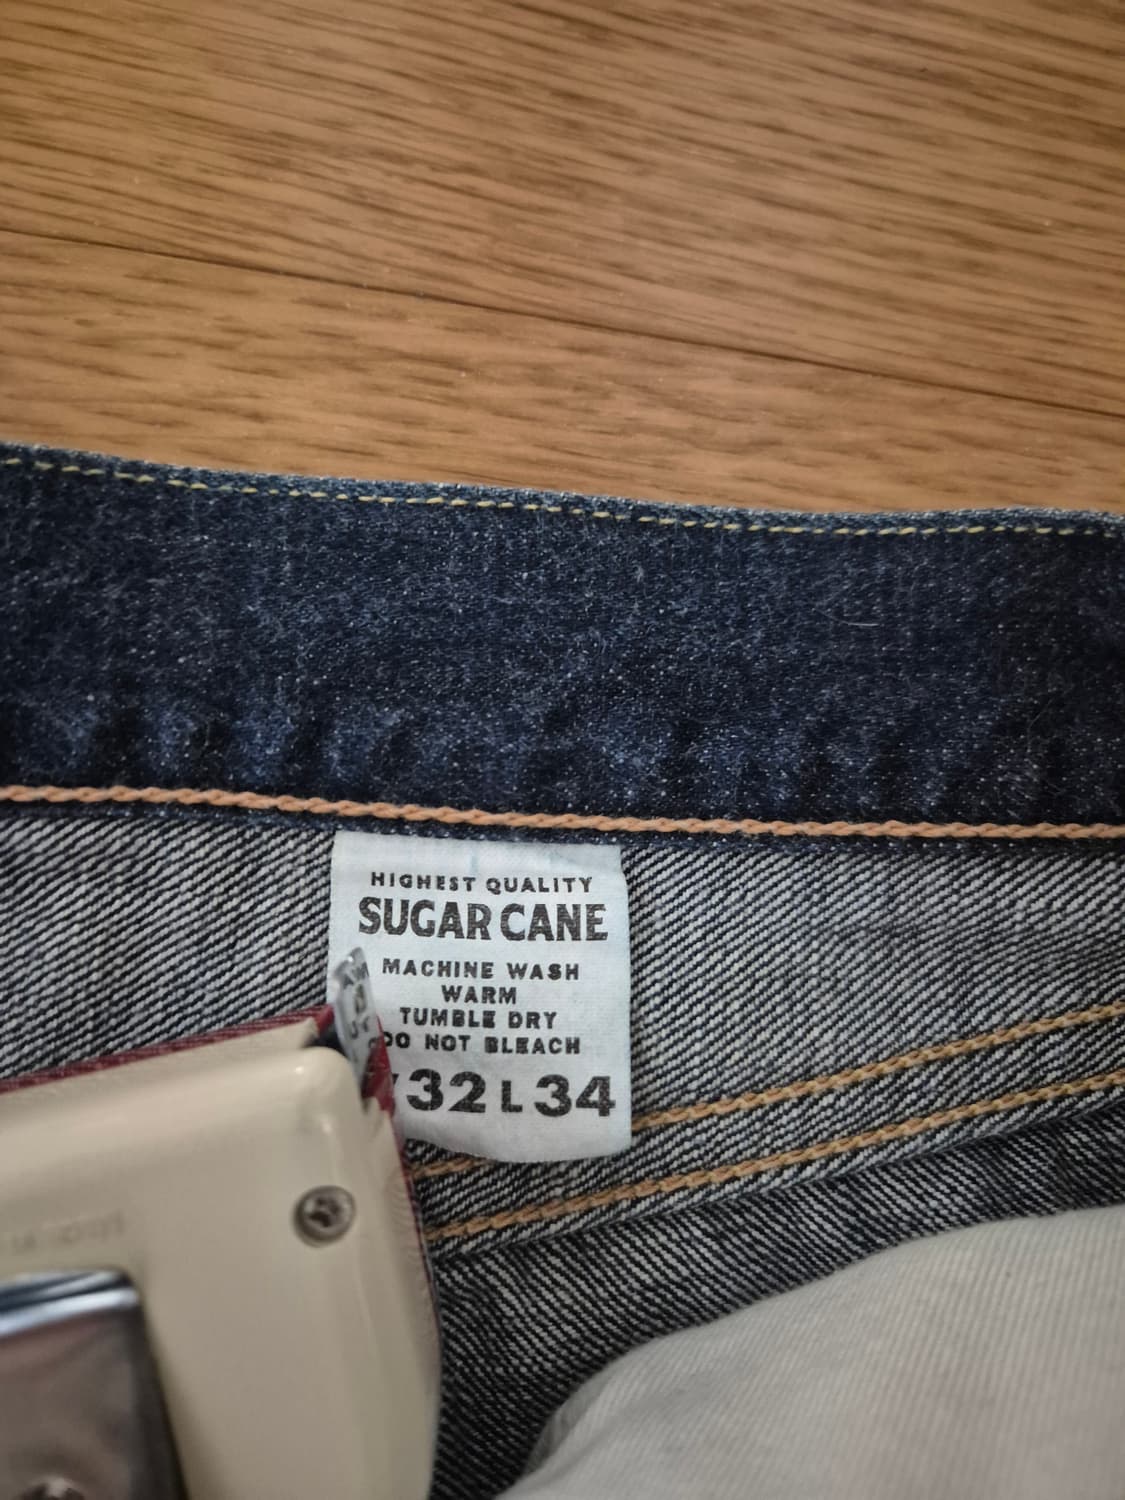 HIGHEST QUALITY
SUGAR CANE
MACHINE WASH
WARM
TUMBLE DRY
DO NOT BLEACH
32 L 34